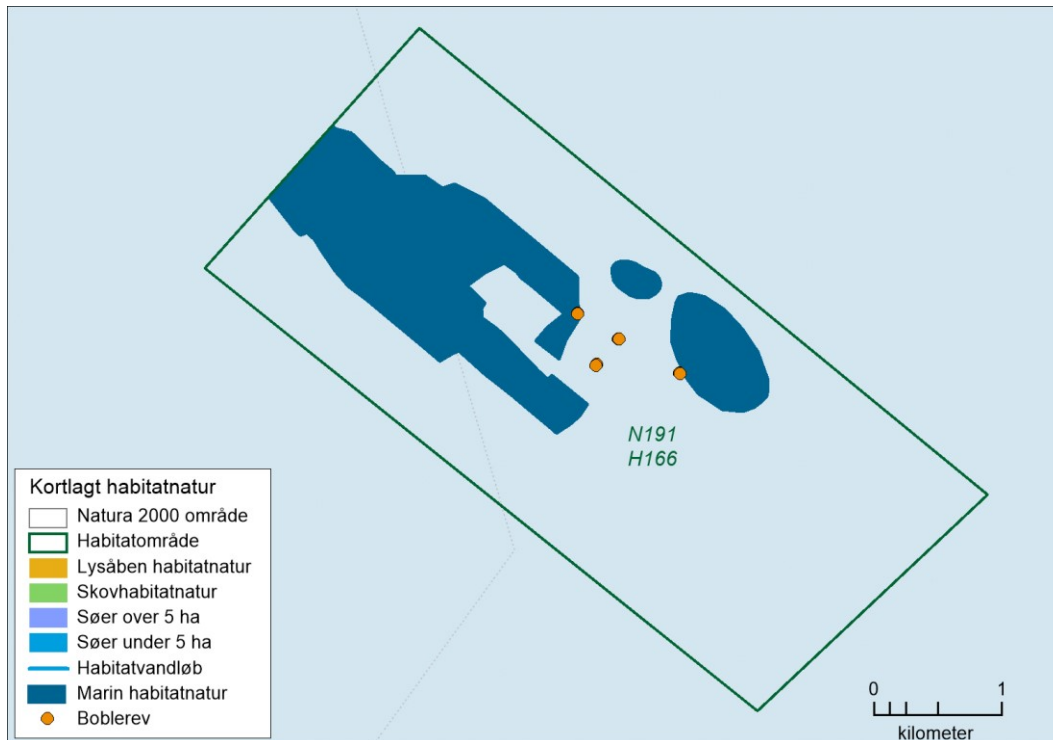 N191
H166
Kortlagt habitatnatur
Natura 2000 område
Habitatområde
Lysåben habitatnatur
Skovhabitatnatur
Søer over 5 ha
Søer under 5 ha
Habitatvandløb
Marin habitatnatur
Boblerev
0 1
kilometer